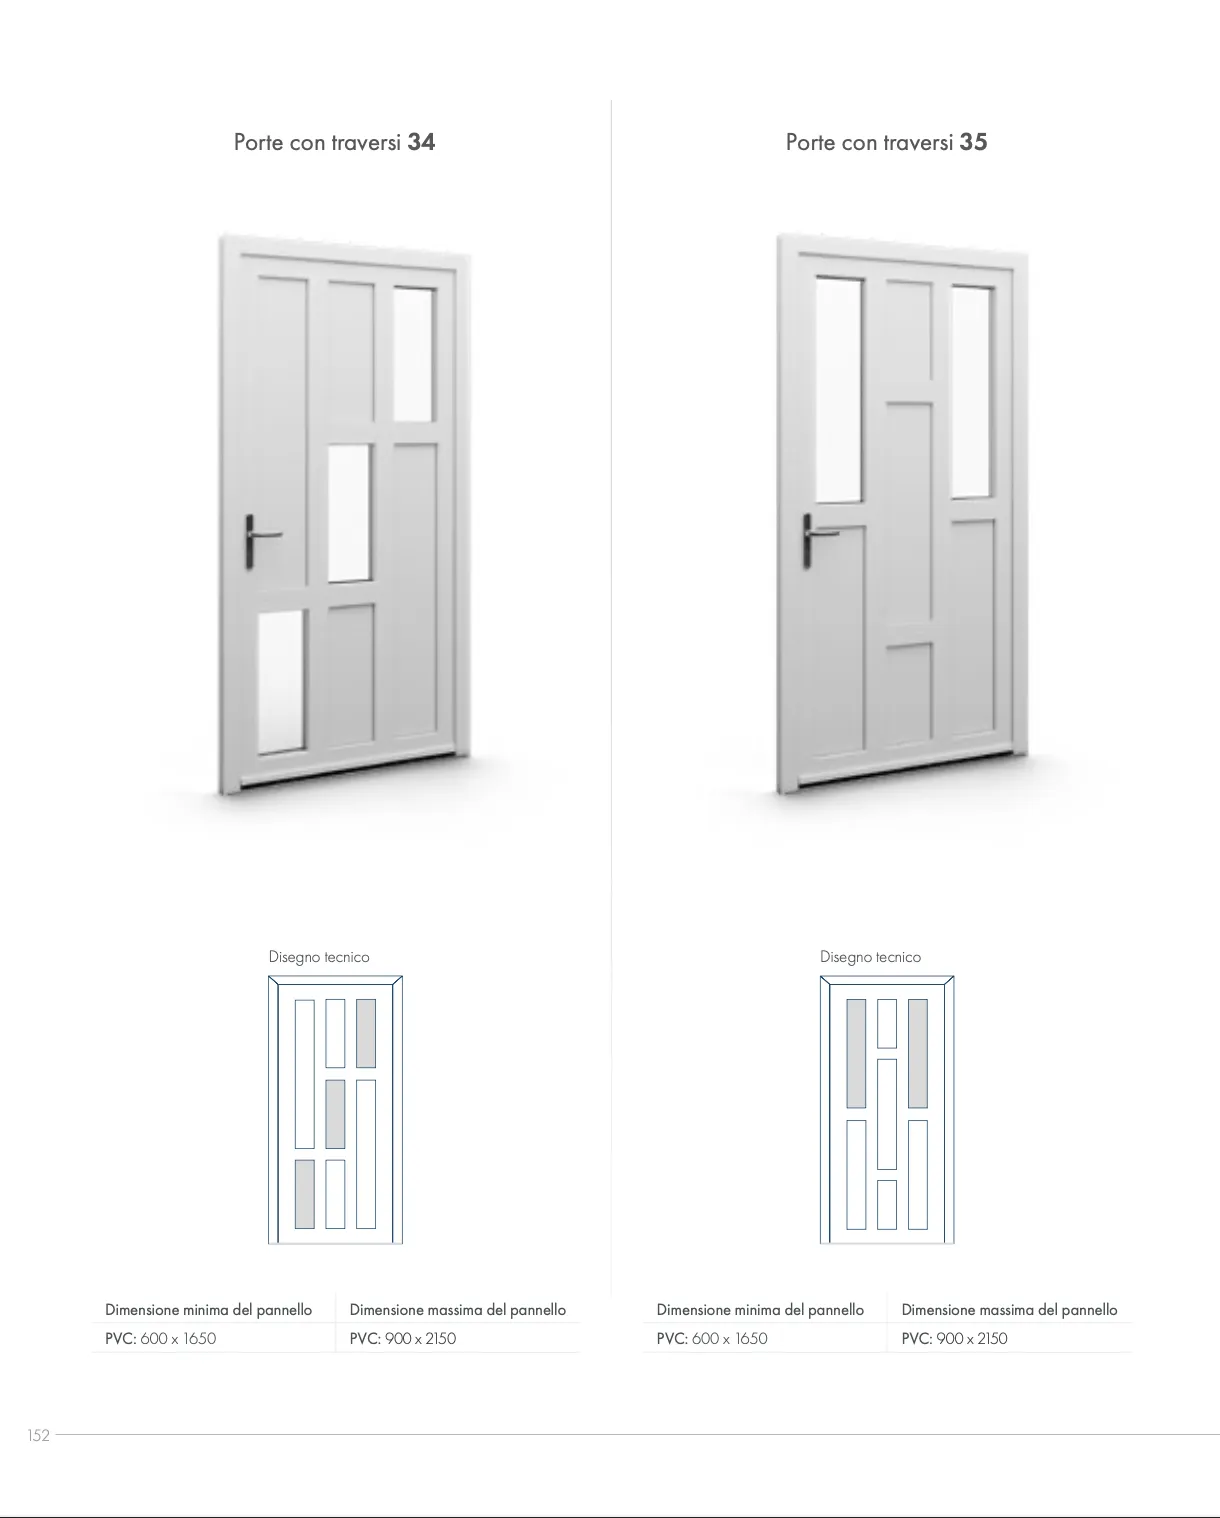 Porte con traversi 34
Disegno tecnico
Dimensione minima del pannello
Dimensione massima del pannello
PVC: 600 x 1650
PVC: 900 x 2150
Porte con traversi 35
Disegno tecnico
Dimensione minima del pannello
Dimensione massima del pannello
PVC: 600 x 1650
PVC: 900 x 2150
152